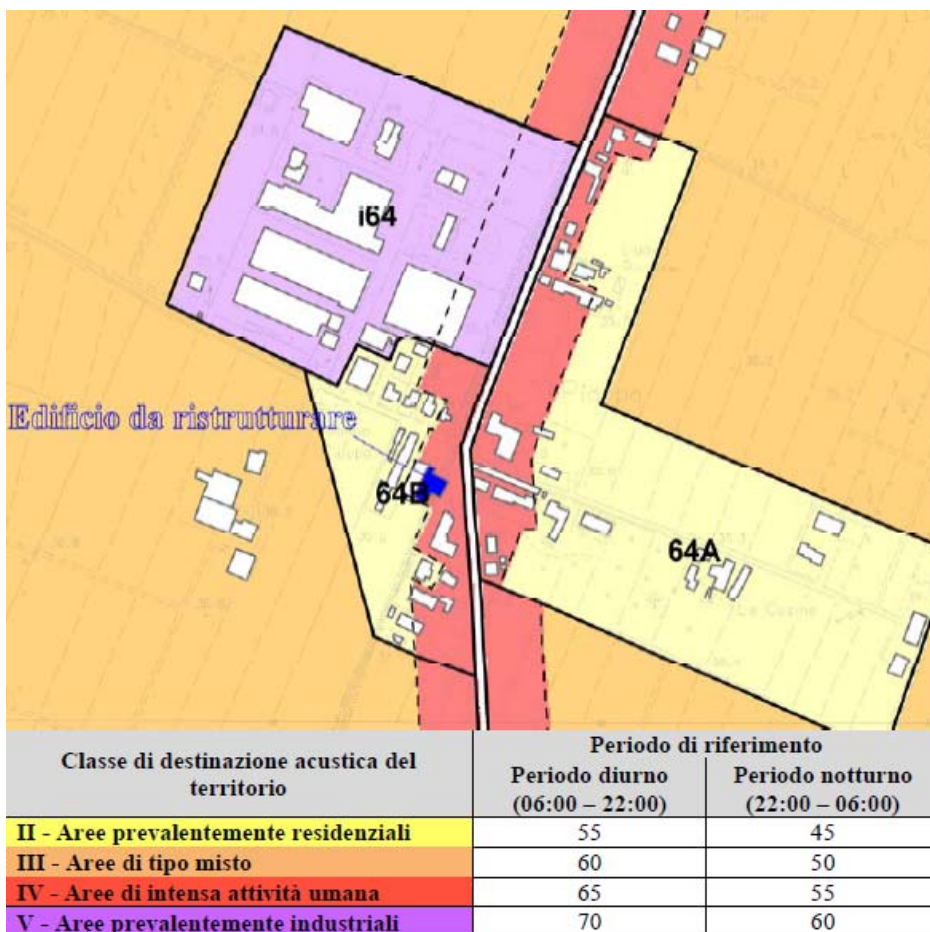 i64
Edificio da ristrutturare
64B
64A
Classe di destinazione acustica del territorio
Periodo di riferimento
Periodo diurno (06:00 – 22:00)
Periodo notturno (22:00 – 06:00)
II - Aree prevalentemente residenziali 55 45
III - Aree di tipo misto 60 50
IV - Aree di intensa attività umana 65 55
V - Aree prevalentemente industriali 70 60